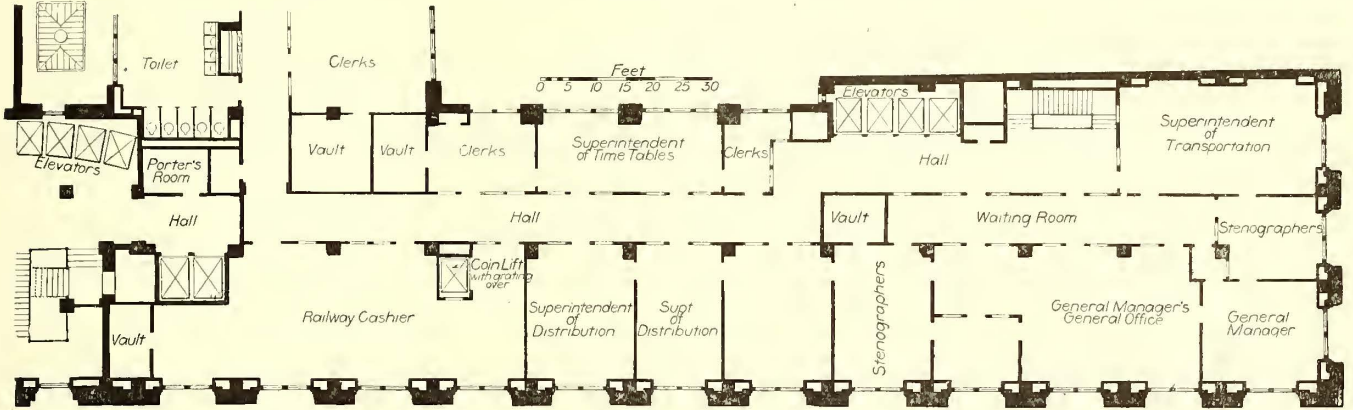 Toilet
Clerks
Feet
0 5 10 15 20 25 30
Elevators
Elevators
Porter's
Room
Vault
Vault
Clerks
Superintendent
of Time Tables
Clerks
Hall
Superintendent
of
Transportation
Hall
Hall
Vault
Waiting Room
Stenographers
Coin Lift
with grating
over
Railway Cashier
Superintendent
of
Distribution
Supt
of
Distribution
Stenographers
General Manager's
General Office
General
Manager
Vault